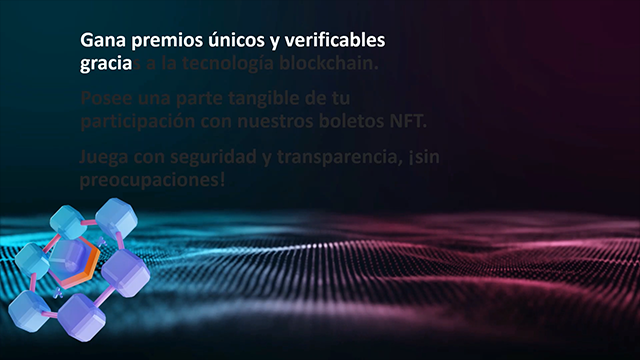 Gana premios únicos y verificables
gracias a la tecnología blockchain.
Posee una parte tangible de tu
participación con nuestros boletos NFT.
Juega con seguridad y transparencia, ¡sin
preocupaciones!